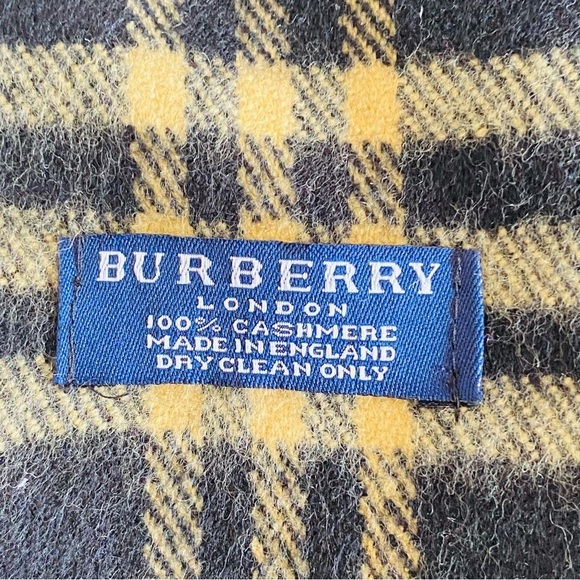 BURBERRY
LONDON
100% CASHMERE
MADE IN ENGLAND
DRY CLEAN ONLY